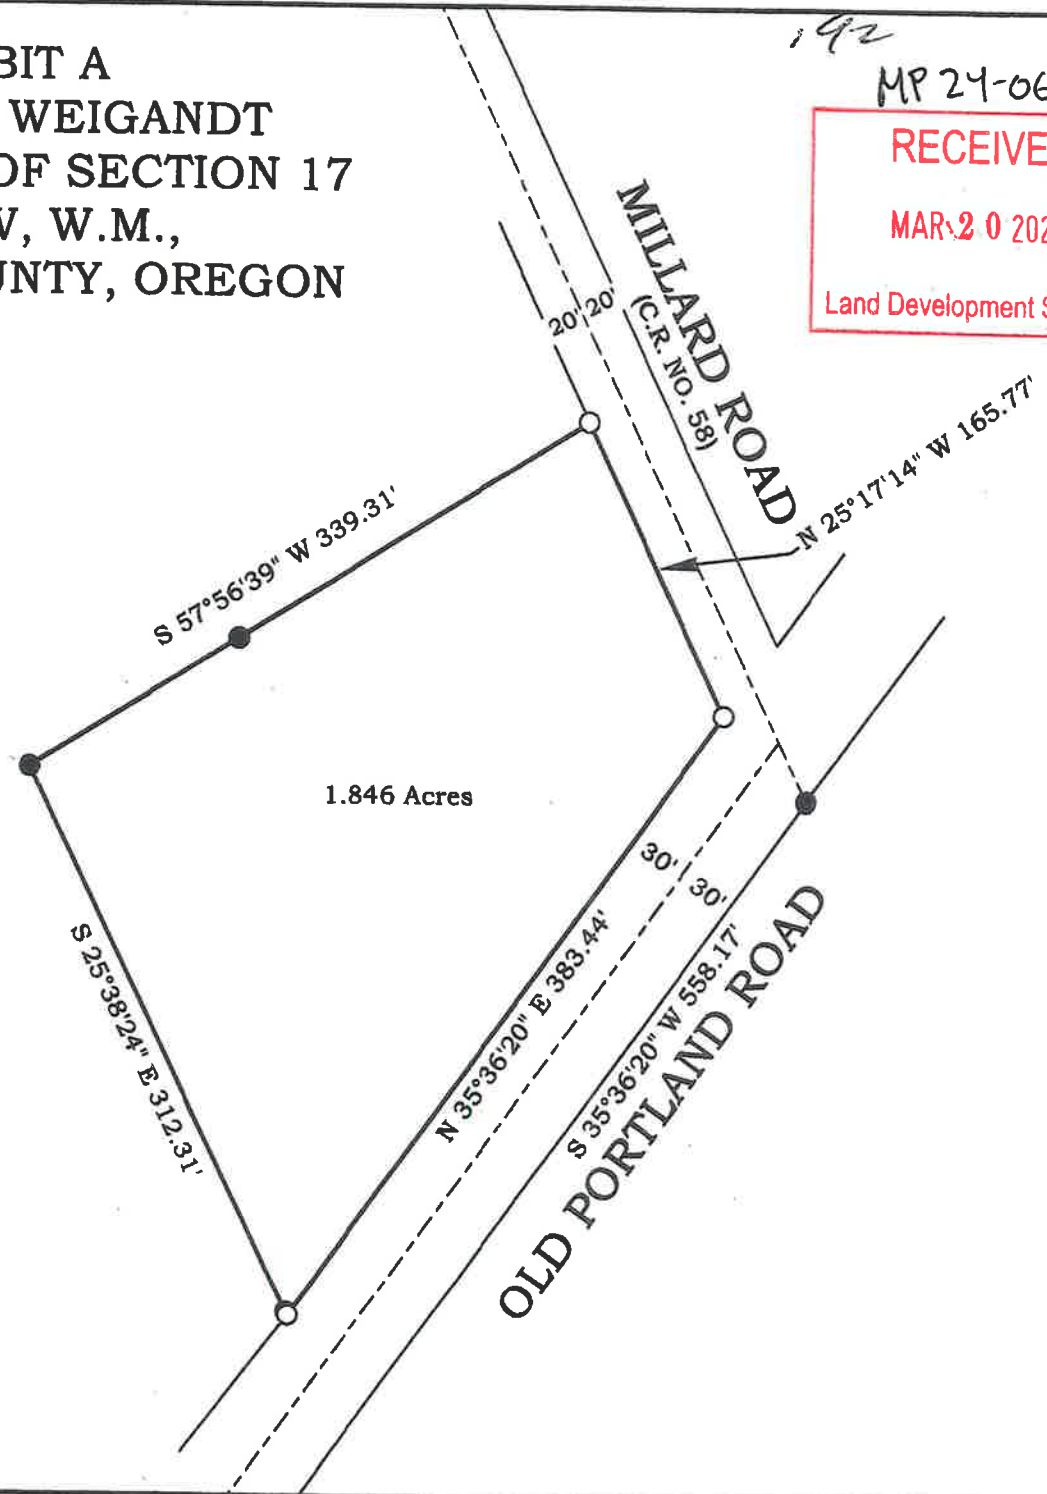 BIT A
WEIGANDT
OF SECTION 17
W, W.M.,
UNTY, OREGON
192
MP 24-06
RECEIVE
MAR 20 202
Land Development S
MILLARD ROAD
(C.R. NO. 58)
20' 20'
N 25°17'14" W 165.77'
S 57°56'39" W 339.31'
1.846 Acres
30'
30'
S 25°38'24" E 312.31'
N 35°36'20" E 383.44'
S 35°36'20" W 558.17'
OLD PORTLAND ROAD